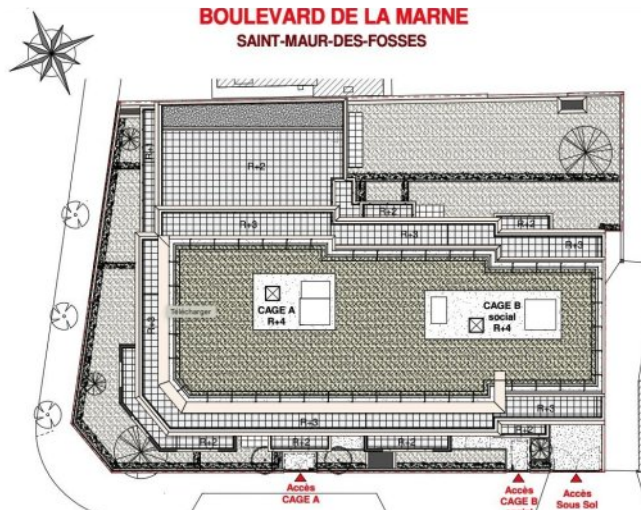 BOULEVARD DE LA MARNE
SAINT-MAUR-DES-FOSSES
R+1
R+2
R+2
R+2
R+3
R+3
R+3
Télécharger
CAGE A
R+4
CAGE B
social
R+4
R+3
R+3
R+3
R+2
R+2
R+2
R+2
Accès
CAGE A
Accès
CAGE B
Accès
Sous Sol